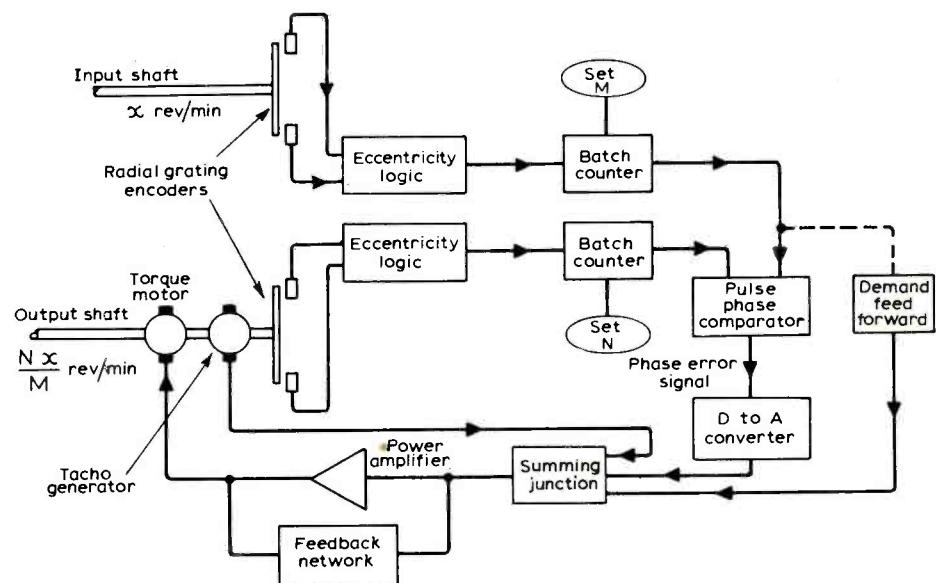 Input shaft
x rev/min
Radial grating
encoders
Eccentricity
logic
Batch
counter
Set
M
Eccentricity
logic
Batch
counter
Set
N
Pulse
phase
comparator
Demand
feed
forward
Torque
motor
Output shaft
N x
M
rev/min
Phase error
signal
D to A
converter
Power
amplifier
Summing
junction
Tacho
generator
Feedback
network